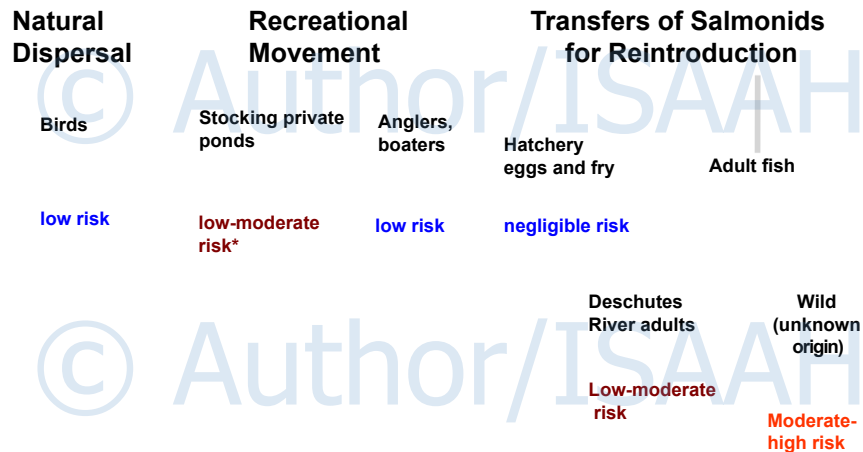 Natural
Dispersal
Recreational
Movement
Transfers of Salmonids
for Reintroduction
© Author/ISAAH
Birds
Stocking private
ponds
Anglers,
boaters
Hatchery
eggs and fry
Adult fish
low risk
low-moderate
risk*
low risk
negligible risk
Deschutes
River adults
Wild
(unknown
origin)
© Author/ISAAH
Low-moderate
risk
Moderate-
high risk